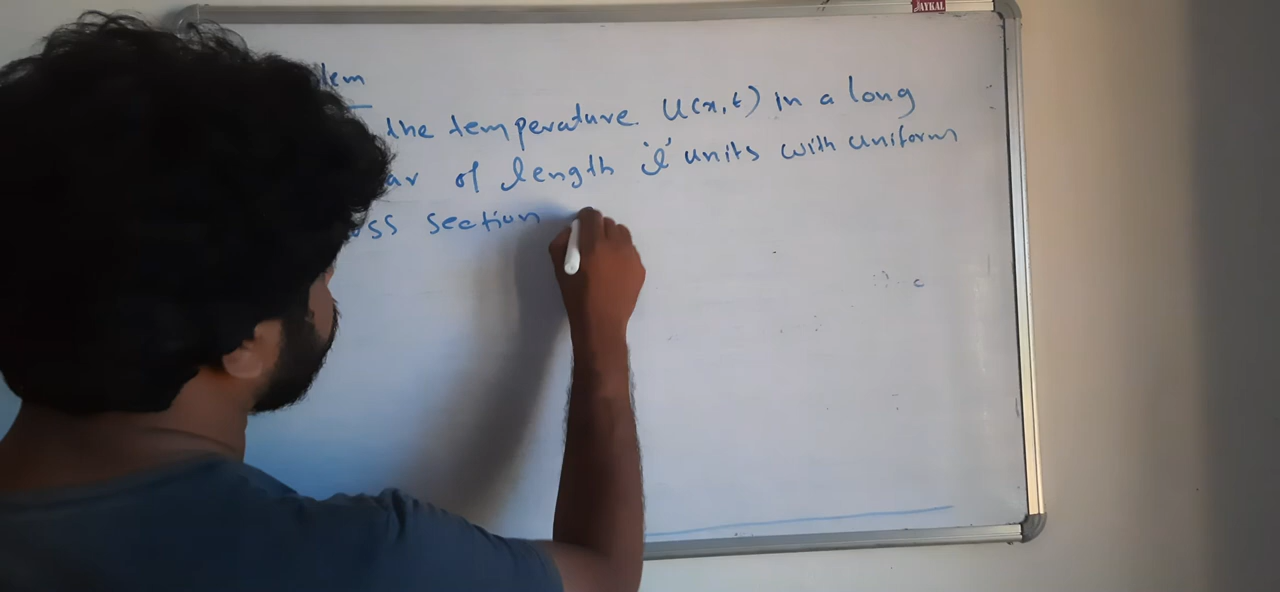 JAYKAL
lem
the temperature U(x,t) in a long
ar of length 'l' units with uniform
oss section